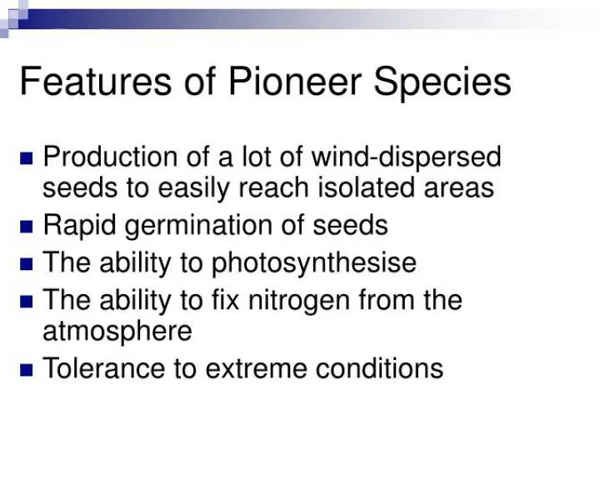 Features of Pioneer Species
Production of a lot of wind-dispersed
seeds to easily reach isolated areas
Rapid germination of seeds
The ability to photosynthesise
The ability to fix nitrogen from the
atmosphere
Tolerance to extreme conditions